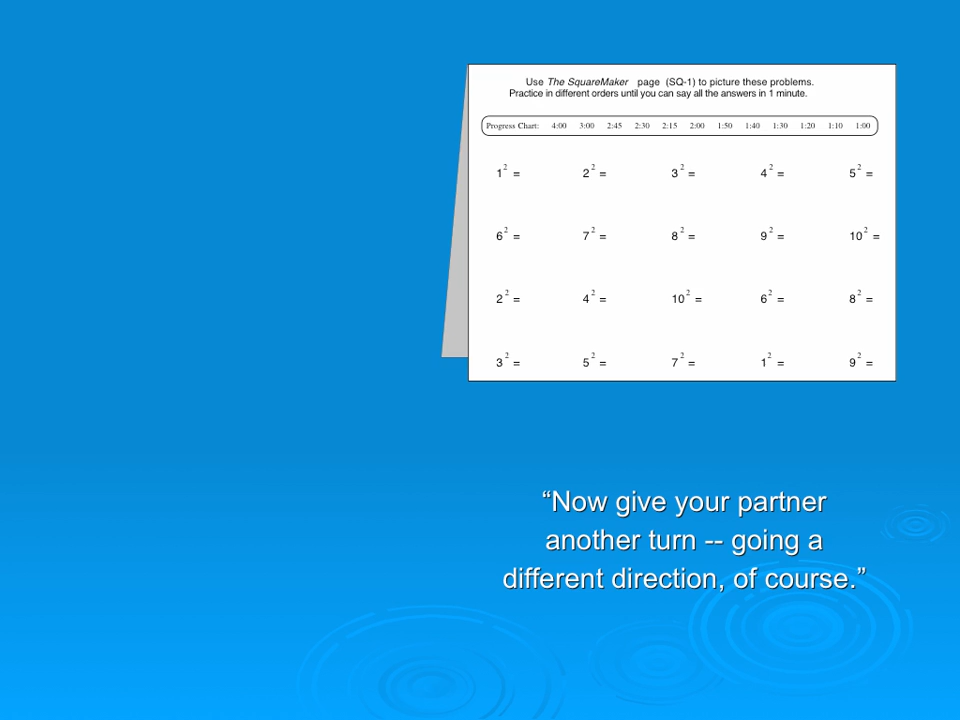 Use The SquareMaker page (SQ-1) to picture these problems.
Practice in different orders until you can say all the answers in 1 minute.
Progress Chart: 4:00 3:00 2:45 2:30 2:15 2:00 1:50 1:40 1:30 1:20 1:10 1:00
1² = 2² = 3² = 4² = 5² =
6² = 7² = 8² = 9² = 10² =
2² = 4² = 10² = 6² = 8² =
3² = 5² = 7² = 1² = 9² =
“Now give your partner
another turn -- going a
different direction, of course.”